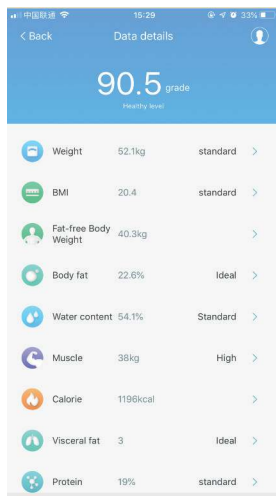 中国联通 15:29 33%
< Back Data details
90.5 grade
Healthy level
Weight 52.1kg standard >
BMI 20.4 standard >
Fat-free Body
Weight 40.3kg >
Body fat 22.6% Ideal >
Water content 54.1% Standard >
Muscle 38kg High >
Calorie 1196kcal >
Visceral fat 3 Ideal >
Protein 19% standard >